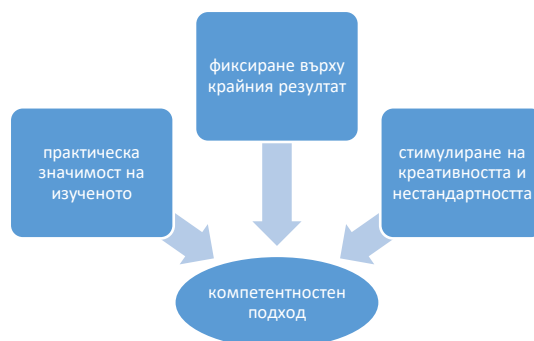 фиксиране върху
крайния резултат
практическа
значимост на
изученото
стимулиране на
креативността и
нестандартността
компетентностен
подход